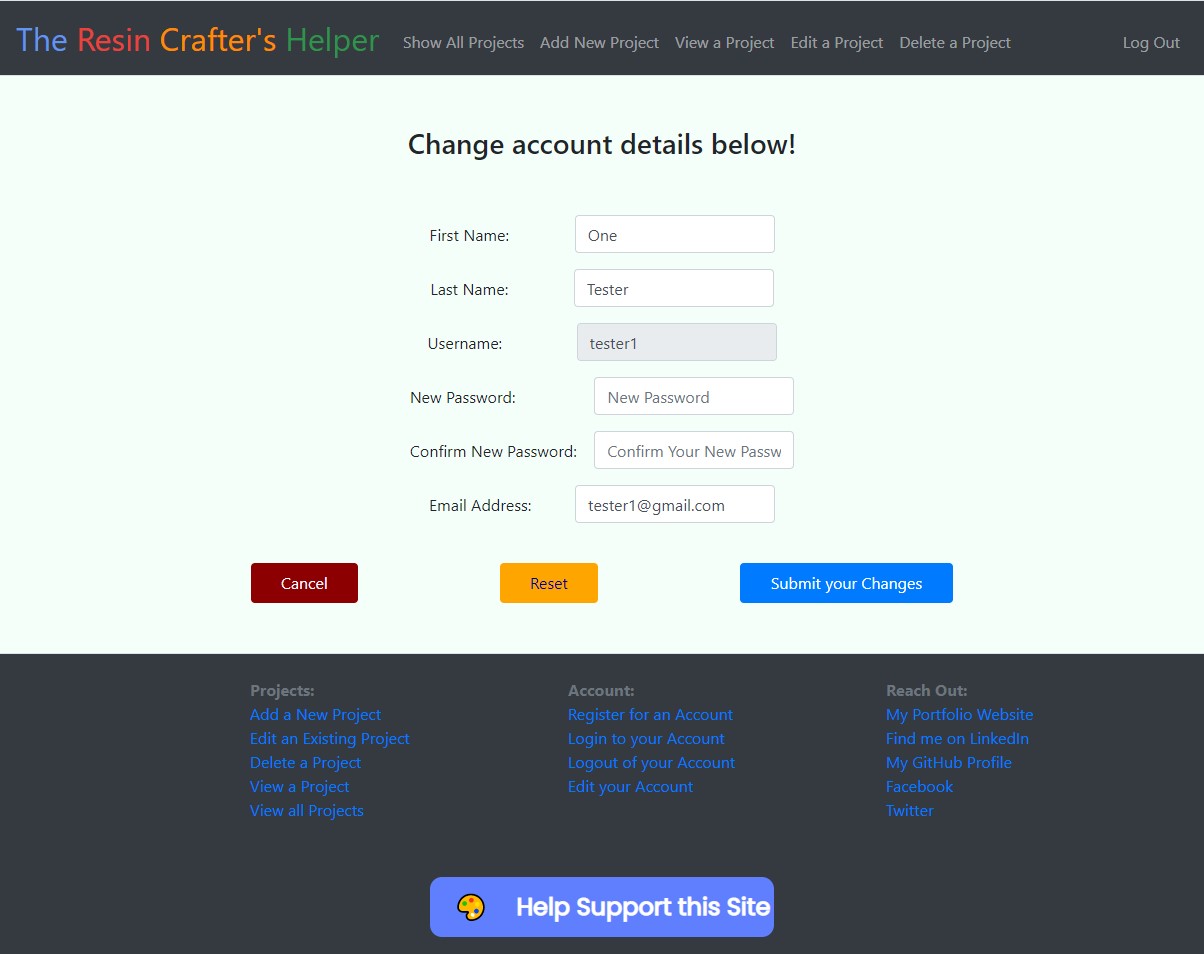 The Resin Crafter's Helper Show All Projects Add New Project View a Project Edit a Project Delete a Project Log Out
Change account details below!
First Name: One
Last Name: Tester
Username: tester1
New Password: New Password
Confirm New Password: Confirm Your New Passw
Email Address: tester1@gmail.com
Cancel Reset Submit your Changes
Projects: Account: Reach Out:
Add a New Project Register for an Account My Portfolio Website
Edit an Existing Project Login to your Account Find me on LinkedIn
Delete a Project Logout of your Account My GitHub Profile
View a Project Edit your Account Facebook
View all Projects Twitter
Help Support this Site